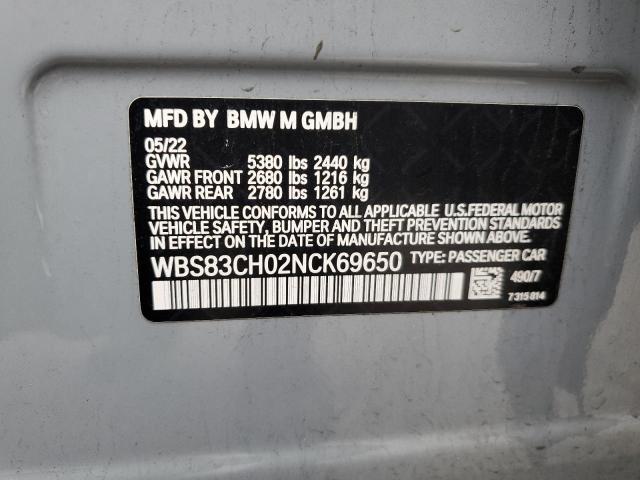 MFD BY BMW M GMBH
05/22
GVWR 5380 lbs 2440 kg
GAWR FRONT 2680 lbs 1216 kg
GAWR REAR 2780 lbs 1261 kg
THIS VEHICLE CONFORMS TO ALL APPLICABLE U.S.FEDERAL MOTOR
VEHICLE SAFETY, BUMPER AND THEFT PREVENTION STANDARDS
IN EFFECT ON THE DATE OF MANUFACTURE SHOWN ABOVE.
WBS83CH02NCK69650 TYPE: PASSENGER CAR
490/7
7315014